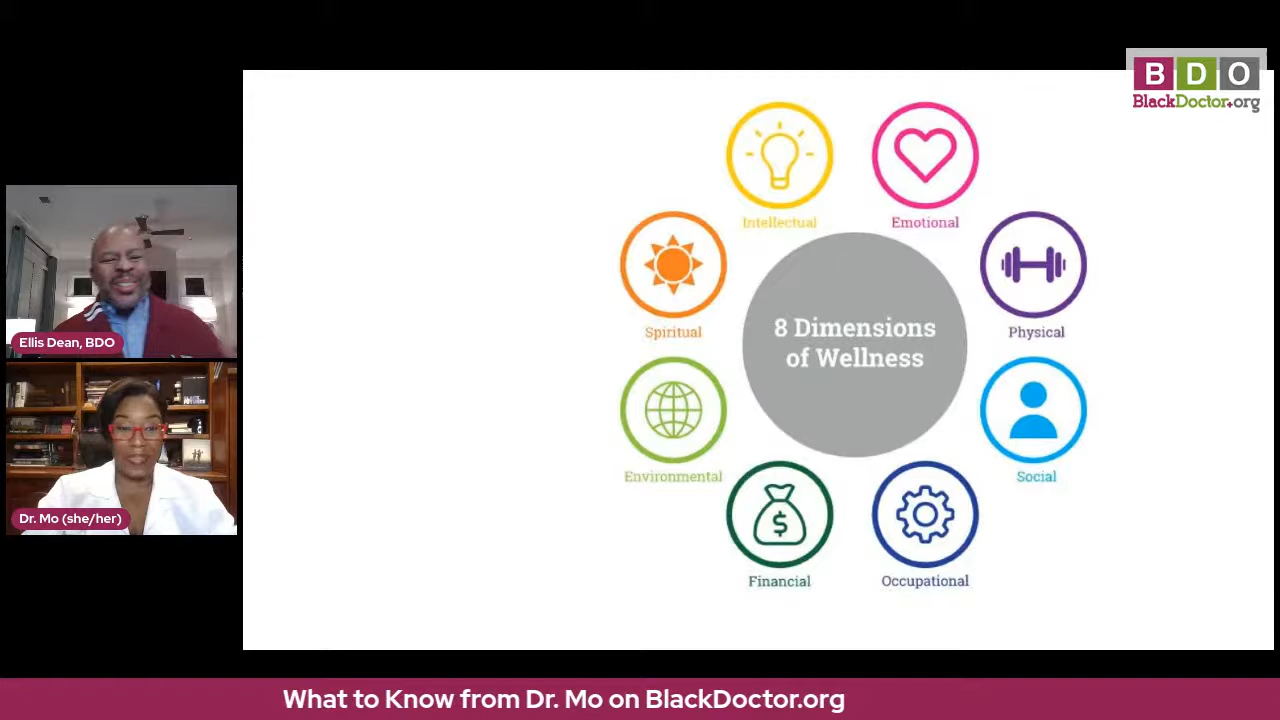 B D O
BlackDoctor.org
Intellectual
Emotional
Spiritual
Physical
8 Dimensions
of Wellness
Environmental
Social
$
Financial
Occupational
Ellis Dean, BDO
Dr. Mo (she/her)
What to Know from Dr. Mo on BlackDoctor.org